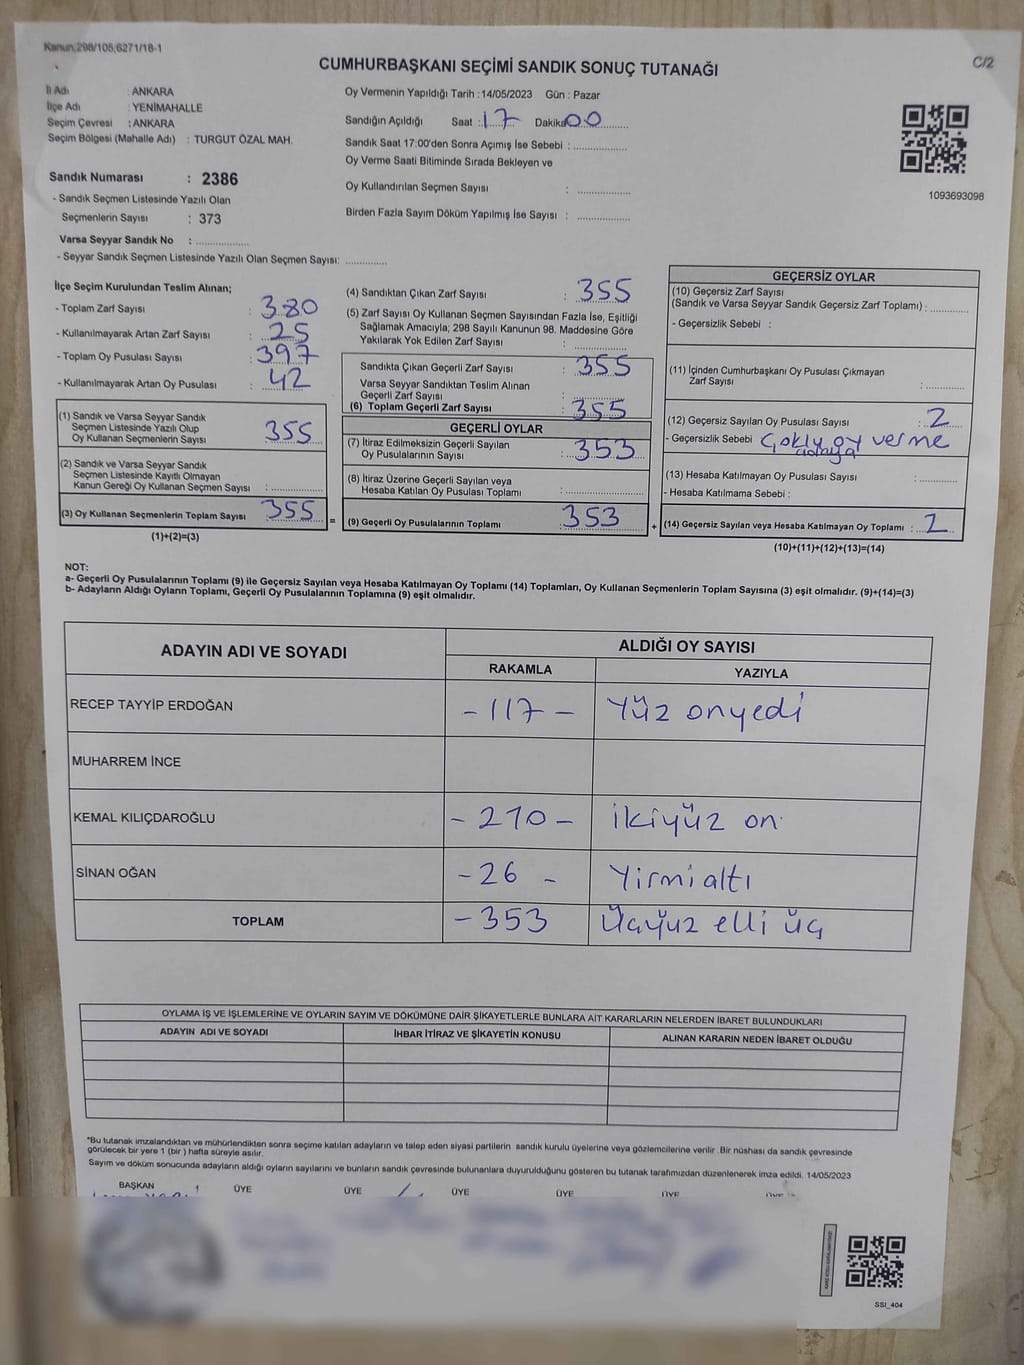 Kanun,298/105,6271/18-1
C/2
CUMHURBAŞKANI SEÇİMİ SANDIK SONUÇ TUTANAĞI
İl Adı : ANKARA
İlçe Adı : YENİMAHALLE
Seçim Çevresi : ANKARA
Seçim Bölgesi (Mahalle Adı) : TURGUT ÖZAL MAH.
Sandık Numarası : 2386
- Sandık Seçmen Listesinde Yazılı Olan
Seçmenlerin Sayısı : 373
Varsa Seyyar Sandık No : ..............
- Seyyar Sandık Seçmen Listesinde Yazılı Olan Seçmen Sayısı: ............
Oy Vermenin Yapıldığı Tarih : 14/05/2023 Gün : Pazar
Sandığın Açıldığı Saat : 17 Dakika 00
Sandık Saat 17:00'den Sonra Açımış İse Sebebi : ..............
Oy Verme Saati Bitiminde Sırada Bekleyen ve
Oy Kullandırılan Seçmen Sayısı : ..............
Birden Fazla Sayım Döküm Yapılmış İse Sayısı : ..............
1093693098
İlçe Seçim Kurulundan Teslim Alınan;
- Toplam Zarf Sayısı : 380
- Kullanılmayarak Artan Zarf Sayısı : 25
- Toplam Oy Pusulası Sayısı : 397
- Kullanılmayarak Artan Oy Pusulası : 42
(1) Sandık ve Varsa Seyyar Sandık
Seçmen Listesinde Yazılı Olup
Oy Kullanan Seçmenlerin Sayısı : 355
(2) Sandık ve Varsa Seyyar Sandık
Seçmen Listesinde Kayıtlı Olmayan
Kanun Gereği Oy Kullanan Seçmen Sayısı : ..............
(3) Oy Kullanan Seçmenlerin Toplam Sayısı : 355 =
(1)+(2)=(3)
(4) Sandıktan Çıkan Zarf Sayısı : 355
(5) Zarf Sayısı Oy Kullanan Seçmen Sayısından Fazla İse, Eşitliği
Sağlamak Amacıyla; 298 Sayılı Kanunun 98. Maddesine Göre
Yakılarak Yok Edilen Zarf Sayısı : ..............
Sandıkta Çıkan Geçerli Zarf Sayısı : 355
Varsa Seyyar Sandıktan Teslim Alınan
Geçerli Zarf Sayısı : ..............
(6) Toplam Geçerli Zarf Sayısı : 355
GEÇERLİ OYLAR
(7) İtiraz Edilmeksizin Geçerli Sayılan
Oy Pusulalarının Sayısı : 353
(8) İtiraz Üzerine Geçerli Sayılan veya
Hesaba Katılan Oy Pusulası Toplamı : ..............
(9) Geçerli Oy Pusulalarının Toplamı : 353 +
GEÇERSİZ OYLAR
(10) Geçersiz Zarf Sayısı
(Sandık ve Varsa Seyyar Sandık Geçersiz Zarf Toplamı) : ..............
- Geçersizlik Sebebi :
(11) İçinden Cumhurbaşkanı Oy Pusulası Çıkmayan
Zarf Sayısı : ..............
(12) Geçersiz Sayılan Oy Pusulası Sayısı : 2
- Geçersizlik Sebebi Çoklu oy verme
adaya
(13) Hesaba Katılmayan Oy Pusulası Sayısı : ..............
- Hesaba Katılmama Sebebi :
(14) Geçersiz Sayılan veya Hesaba Katılmayan Oy Toplamı : 2
(10)+(11)+(12)+(13)=(14)
NOT:
a- Geçerli Oy Pusulalarının Toplamı (9) ile Geçersiz Sayılan veya Hesaba Katılmayan Oy Toplamı (14) Toplamları, Oy Kullanan Seçmenlerin Toplam Sayısına (3) eşit olmalıdır. (9)+(14)=(3)
b- Adayların Aldığı Oyların Toplamı, Geçerli Oy Pusulalarının Toplamına (9) eşit olmalıdır.
ADAYIN ADI VE SOYADI ALDIĞI OY SAYISI
RAKAMLA YAZIYLA
RECEP TAYYİP ERDOĞAN -117- Yüz onyedi
MUHARREM İNCE
KEMAL KILIÇDAROĞLU -210- ikiyüz on
SİNAN OĞAN -26- Yirmialtı
TOPLAM -353 Üçyüz elli üç
OYLAMA İŞ VE İŞLEMLERİNE VE OYLARIN SAYIM VE DÖKÜMÜNE DAİR ŞİKAYETLERLE BUNLARA AİT KARARLARIN NELERDEN İBARET BULUNDUKLARI
ADAYIN ADI VE SOYADI İHBAR İTİRAZ VE ŞİKAYETİN KONUSU ALINAN KARARIN NEDEN İBARET OLDUĞU
*Bu tutanak imzalandıktan ve mühürlendikten sonra seçime katılan adayların ve talep eden siyasi partilerin sandık kurulu üyelerine veya gözlemcilerine verilir. Bir nüshası da sandık çevresinde
görülecek bir yere 1 (bir ) hafta süreyle asılır.
Sayım ve döküm sonucunda adayların aldığı oyların sayılarını ve bunların sandık çevresinde bulunanlara duyurulduğunu gösteren bu tutanak tarafımızdan düzenlenerek imza edildi. 14/05/2023
BAŞKAN ÜYE ÜYE ÜYE ÜYE ÜYE ÜYE
SSI_404